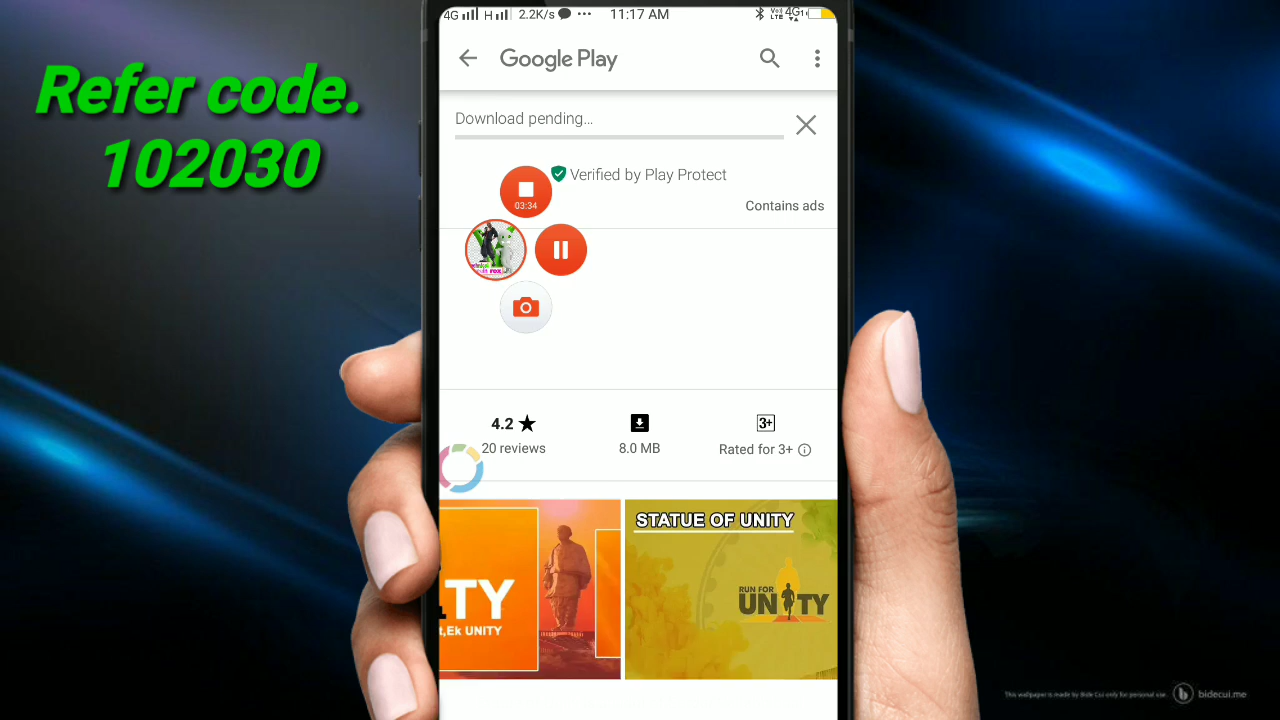 Refer code.
102030
4G H 2.2K/s 11:17 AM VoLTE 4G
Google Play
Download pending...
Verified by Play Protect
03:34
Contains ads
4.2 ★
20 reviews
8.0 MB
3+
Rated for 3+
TY
t,Ek UNITY
STATUE OF UNITY
RUN FOR
UNITY
This wallpaper is made by Bide Cui only for personal use.
bidecui.me